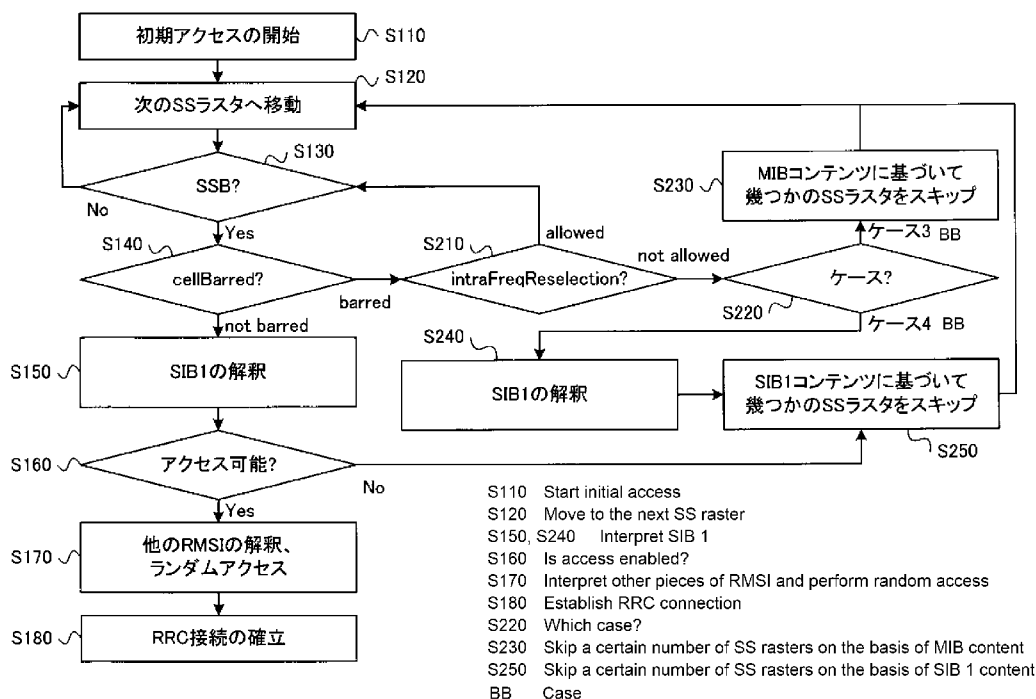 初期アクセスの開始
S110
S120
次のSSラスタへ移動
S130
SSB?
No
Yes
S230
MIBコンテンツに基づいて
幾つかのSSラスタをスキップ
ケース3 BB
S140
cellBarred?
barred
not barred
S210
allowed
intraFreqReselection?
not allowed
ケース?
S220
ケース4 BB
S150
SIB1の解釈
S240
SIB1の解釈
SIB1コンテンツに基づいて
幾つかのSSラスタをスキップ
S250
S160
アクセス可能?
No
Yes
S170
他のRMSIの解釈、
ランダムアクセス
S180
RRC接続の確立
S110 Start initial access
S120 Move to the next SS raster
S150, S240 Interpret SIB 1
S160 Is access enabled?
S170 Interpret other pieces of RMSI and perform random access
S180 Establish RRC connection
S220 Which case?
S230 Skip a certain number of SS rasters on the basis of MIB content
S250 Skip a certain number of SS rasters on the basis of SIB 1 content
BB Case